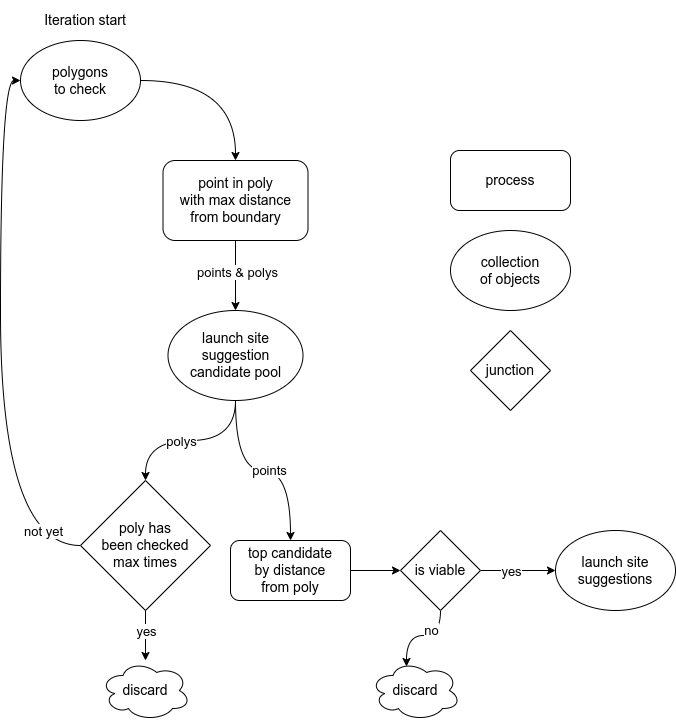 Iteration start
polygons
to check
point in poly
with max distance
from boundary
process
points & polys
collection
of objects
launch site
suggestion
candidate pool
junction
polys
points
not yet
poly has
been checked
max times
top candidate
by distance
from poly
is viable
yes
launch site
suggestions
yes
no
discard
discard